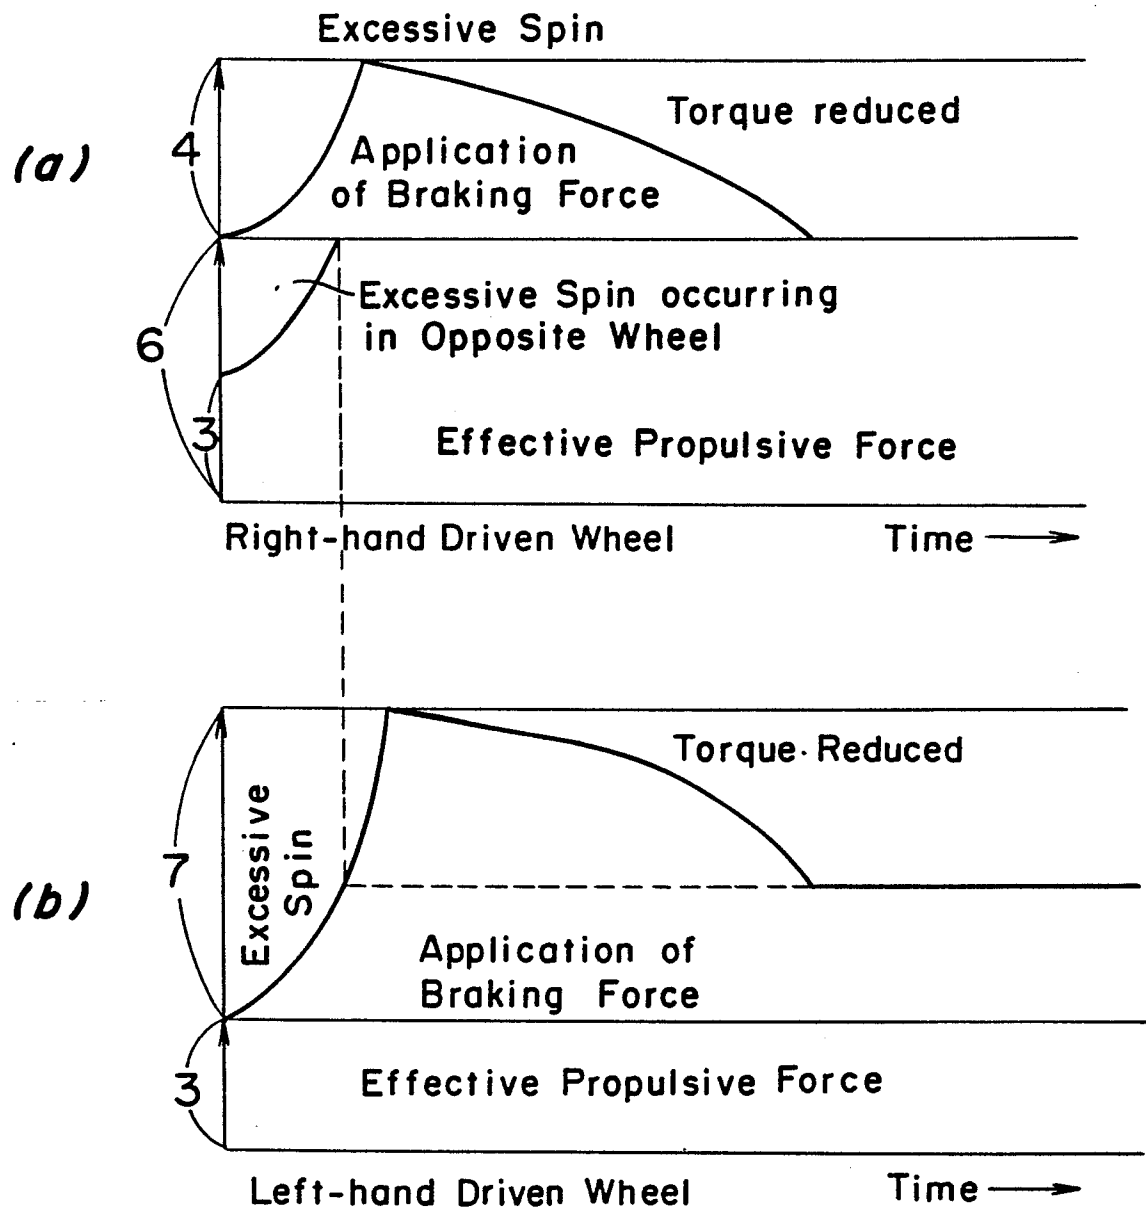 Excessive Spin
(a)
4
Torque reduced
Application
of Braking Force
6
Excessive Spin occurring
in Opposite Wheel
3
Effective Propulsive Force
Right-hand Driven Wheel
Time
(b)
7
Excessive
Spin
Torque Reduced
Application of
Braking Force
3
Effective Propulsive Force
Left-hand Driven Wheel
Time